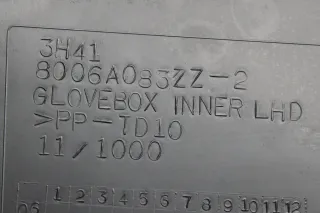 3H41
8006A083ZZ-2
GLOVEBOX INNER LHD
>PP-TD10
11/1000
1 2 3 4 5 6 7 8 9 10 11 12
06